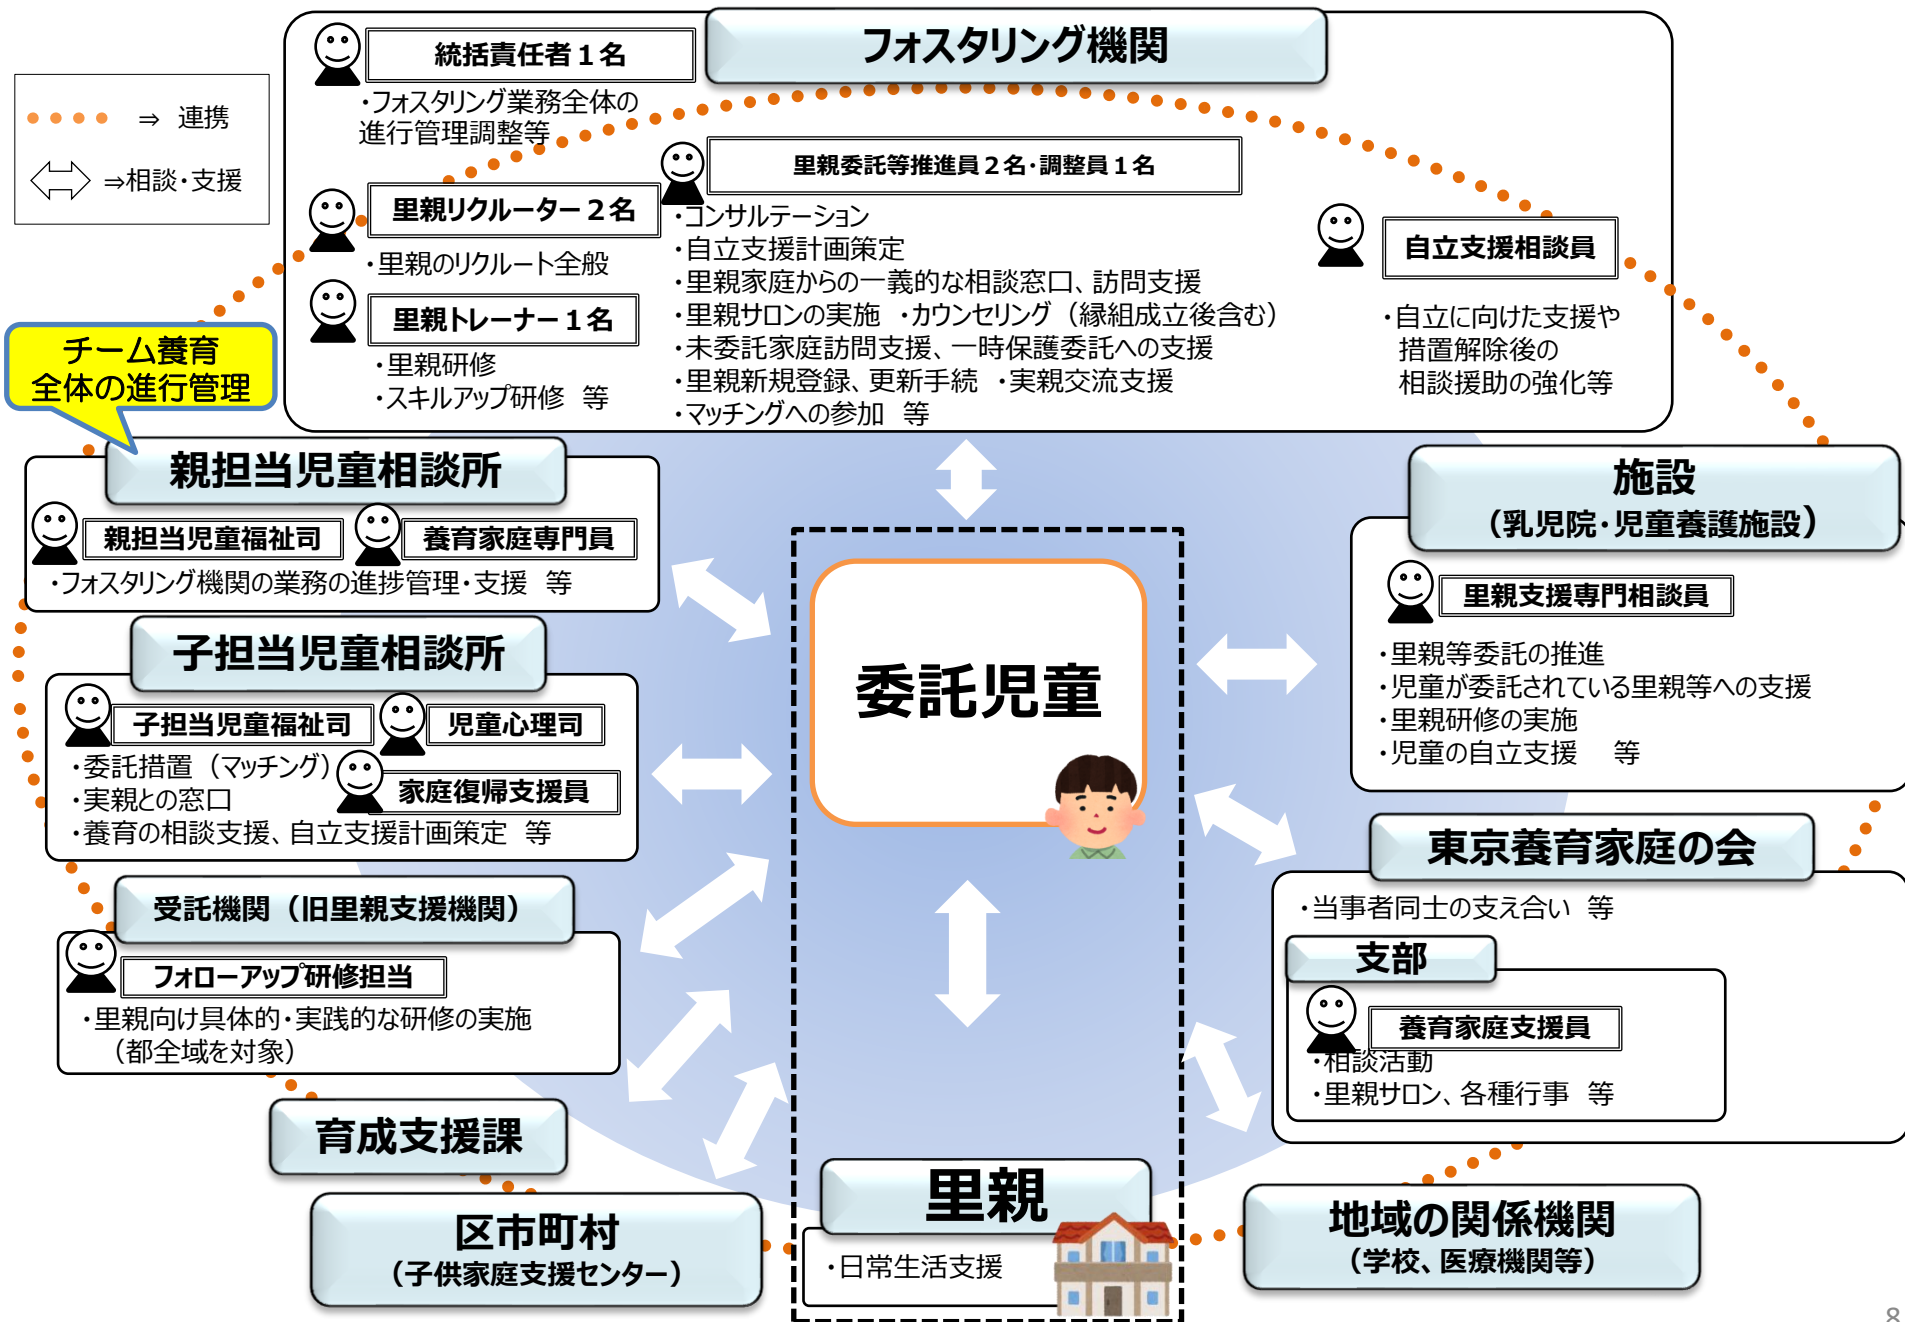 フォスタリング機関
統括責任者１名
・フォスタリング業務全体の
進行管理調整等
⇒ 連携
⇒相談・支援
里親委託等推進員２名・調整員１名
・コンサルテーション
・自立支援計画策定
・里親家庭からの一義的な相談窓口、訪問支援
・里親サロンの実施 ・カウンセリング（縁組成立後含む）
・未委託家庭訪問支援、一時保護委託への支援
・里親新規登録、更新手続 ・実親交流支援
・マッチングへの参加 等
里親リクルーター２名
・里親のリクルート全般
里親トレーナー１名
・里親研修
・スキルアップ研修 等
自立支援相談員
・自立に向けた支援や
措置解除後の
相談援助の強化等
チーム養育
全体の進行管理
親担当児童相談所
親担当児童福祉司
養育家庭専門員
・フォスタリング機関の業務の進捗管理・支援 等
子担当児童相談所
子担当児童福祉司
児童心理司
家庭復帰支援員
・委託措置（マッチング）
・実親との窓口
・養育の相談支援、自立支援計画策定 等
受託機関（旧里親支援機関）
フォローアップ研修担当
・里親向け具体的・実践的な研修の実施
（都全域を対象）
育成支援課
区市町村
（子供家庭支援センター）
委託児童
里親
・日常生活支援
施設
（乳児院・児童養護施設）
里親支援専門相談員
・里親等委託の推進
・児童が委託されている里親等への支援
・里親研修の実施
・児童の自立支援 等
東京養育家庭の会
・当事者同士の支え合い 等
支部
養育家庭支援員
・相談活動
・里親サロン、各種行事 等
地域の関係機関
（学校、医療機関等）
8